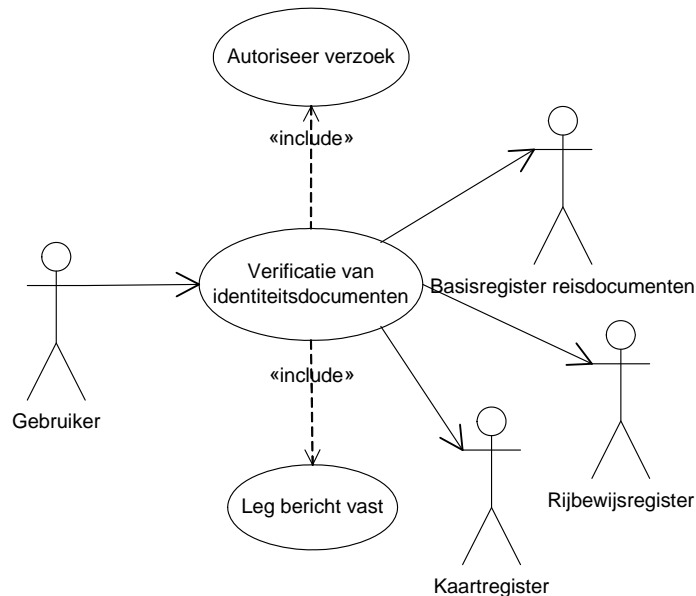 Autoriseer verzoek
«include»
Verificatie van
identiteitsdocumenten
Basisregister reisdocumenten
«include»
Gebruiker
Leg bericht vast
Rijbewijsregister
Kaartregister